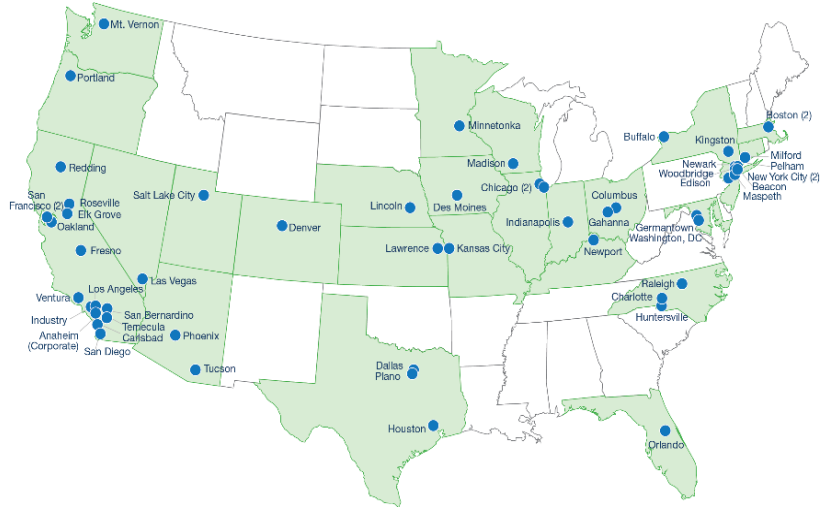 Mt. Vernon
Portland
Redding
San
Francisco (2)
Roseville
Elk Grove
Oakland
Fresno
Ventura
Los Angeles
Industry
San Bernardino
Temecula
Carlsbad
Anaheim
(Corporate)
San Diego
Las Vegas
Salt Lake City
Phoenix
Tucson
Denver
Lincoln
Lawrence
Kansas City
Dallas
Plano
Houston
Minnetonka
Madison
Des Moines
Chicago (2)
Indianapolis
Columbus
Gahanna
Newport
Buffalo
Kingston
Boston (2)
Milford
Pelham
Newark
Woodbridge
Edison
New York City (2)
Beacon
Maspeth
Germantown
Washington, DC
Raleigh
Charlotte
Huntersville
Orlando